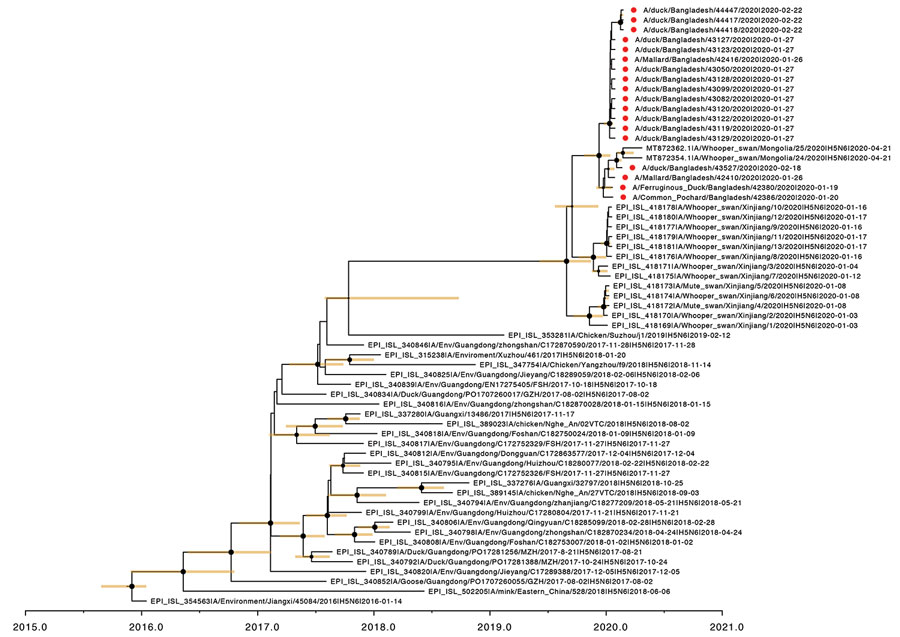 A/duck/Bangladesh/44447/2020|2020-02-22
A/duck/Bangladesh/44417/2020|2020-02-22
A/duck/Bangladesh/44418/2020|2020-02-22
A/duck/Bangladesh/43127/2020|2020-01-27
A/duck/Bangladesh/43123/2020|2020-01-27
A/Mallard/Bangladesh/42416/2020|2020-01-26
A/duck/Bangladesh/43050/2020|2020-01-27
A/duck/Bangladesh/43128/2020|2020-01-27
A/duck/Bangladesh/43099/2020|2020-01-27
A/duck/Bangladesh/43082/2020|2020-01-27
A/duck/Bangladesh/43120/2020|2020-01-27
A/duck/Bangladesh/43122/2020|2020-01-27
A/duck/Bangladesh/43119/2020|2020-01-27
A/duck/Bangladesh/43129/2020|2020-01-27
MT872362.1|A/Whooper_swan/Mongolia/25/2020|H5N6|2020-04-21
MT872354.1|A/Whooper_swan/Mongolia/24/2020|H5N6|2020-04-21
A/duck/Bangladesh/43527/2020|2020-02-18
A/Mallard/Bangladesh/42410/2020|2020-01-26
A/Ferruginous_Duck/Bangladesh/42380/2020|2020-01-19
A/Common_Pochard/Bangladesh/42386/2020|2020-01-20
EPI_ISL_418178|A/Whooper_swan/Xinjiang/10/2020|H5N6|2020-01-16
EPI_ISL_418180|A/Whooper_swan/Xinjiang/12/2020|H5N6|2020-01-17
EPI_ISL_418177|A/Whooper_swan/Xinjiang/9/2020|H5N6|2020-01-16
EPI_ISL_418179|A/Whooper_swan/Xinjiang/11/2020|H5N6|2020-01-17
EPI_ISL_418181|A/Whooper_swan/Xinjiang/13/2020|H5N6|2020-01-17
EPI_ISL_418176|A/Whooper_swan/Xinjiang/8/2020|H5N6|2020-01-16
EPI_ISL_418171|A/Whooper_swan/Xinjiang/3/2020|H5N6|2020-01-04
EPI_ISL_418175|A/Whooper_swan/Xinjiang/7/2020|H5N6|2020-01-12
EPI_ISL_418173|A/Mute_swan/Xinjiang/5/2020|H5N6|2020-01-08
EPI_ISL_418174|A/Whooper_swan/Xinjiang/6/2020|H5N6|2020-01-08
EPI_ISL_418172|A/Mute_swan/Xinjiang/4/2020|H5N6|2020-01-08
EPI_ISL_418170|A/Whooper_swan/Xinjiang/2/2020|H5N6|2020-01-03
EPI_ISL_418169|A/Whooper_swan/Xinjiang/1/2020|H5N6|2020-01-03
EPI_ISL_353281|A/Chicken/Suzhou/j1/2019|H5N6|2019-02-12
EPI_ISL_340846|A/Env/Guangdong/zhongshan/C172870590/2017-11-28|H5N6|2017-11-28
EPI_ISL_315238|A/Enviroment/Xuzhou/461/2017|H5N6|2018-01-20
EPI_ISL_347754|A/Chicken/Yangzhou/f9/2018|H5N6|2018-11-14
EPI_ISL_340825|A/Env/Guangdong/Jieyang/C18289059/2018-02-06|H5N6|2018-02-06
EPI_ISL_340839|A/Env/Guangdong/EN17275405/FSH/2017-10-18|H5N6|2017-10-18
EPI_ISL_340834|A/Duck/Guangdong/PO1707260017/GZH/2017-08-02|H5N6|2017-08-02
EPI_ISL_340816|A/Env/Guangdong/zhongshan/C182870028/2018-01-15|H5N6|2018-01-15
EPI_ISL_337280|A/Guangxi/13486/2017|H5N6|2017-11-17
EPI_ISL_389023|A/chicken/Nghe_An/02VTC/2018|H5N6|2018-08-02
EPI_ISL_340818|A/Env/Guangdong/Foshan/C182750024/2018-01-09|H5N6|2018-01-09
EPI_ISL_340817|A/Env/Guangdong/C172752329/FSH/2017-11-27|H5N6|2017-11-27
EPI_ISL_340812|A/Env/Guangdong/Dongguan/C172863577/2017-12-04|H5N6|2017-12-04
EPI_ISL_340795|A/Env/Guangdong/Huizhou/C18280077/2018-02-22|H5N6|2018-02-22
EPI_ISL_340815|A/Env/Guangdong/C172752326/FSH/2017-11-27|H5N6|2017-11-27
EPI_ISL_337276|A/Guangxi/32797/2018|H5N6|2018-10-25
EPI_ISL_389145|A/chicken/Nghe_An/27VTC/2018|H5N6|2018-09-03
EPI_ISL_340794|A/Env/Guangdong/zhanjiang/C18277209/2018-05-21|H5N6|2018-05-21
EPI_ISL_340799|A/Env/Guangdong/Huizhou/C17280804/2017-11-21|H5N6|2017-11-21
EPI_ISL_340806|A/Env/Guangdong/Qingyuan/C18285099/2018-02-28|H5N6|2018-02-28
EPI_ISL_340798|A/Env/Guangdong/zhongshan/C182870234/2018-04-24|H5N6|2018-04-24
EPI_ISL_340808|A/Env/Guangdong/Foshan/C182753007/2018-01-02|H5N6|2018-01-02
EPI_ISL_340789|A/Duck/Guangdong/PO17281256/MZH/2017-8-21|H5N6|2017-08-21
EPI_ISL_340792|A/Duck/Guangdong/PO17281388/MZH/2017-10-24|H5N6|2017-10-24
EPI_ISL_340820|A/Env/Guangdong/Jieyang/C17289388/2017-12-05|H5N6|2017-12-05
EPI_ISL_340852|A/Goose/Guangdong/PO1707260055/GZH/2017-08-02|H5N6|2017-08-02
EPI_ISL_502205|A/mink/Eastern_China/528/2018|H5N6|2018-06-06
EPI_ISL_354563|A/Environment/Jiangxi/45084/2016|H5N6|2016-01-14
2015.0 2016.0 2017.0 2018.0 2019.0 2020.0 2021.0